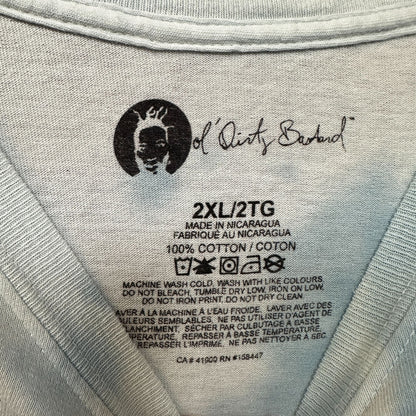 ol' Dirty Bastard™
2XL/2TG
MADE IN NICARAGUA
FABRIQUÉ AU NICARAGUA
100% COTTON / COTON
MACHINE WASH COLD, WASH WITH LIKE COLOURS.
DO NOT BLEACH, TUMBLE DRY LOW, IRON ON LOW.
DO NOT IRON PRINT. DO NOT DRY CLEAN.
LAVER À LA MACHINE À L'EAU FROIDE. LAVER AVEC DES
COULEURS SEMBLABLES. NE PAS UTILISER D'AGENT DE
BLANCHIMENT, SÉCHER PAR CULBUTAGE À BASSE
TEMPÉRATURE, REPASSER À BASSE TEMPÉRATURE,
REPASSER L'IMPRIMÉ. NE PAS NETTOYER À SEC.
CA # 41900 RN #158447